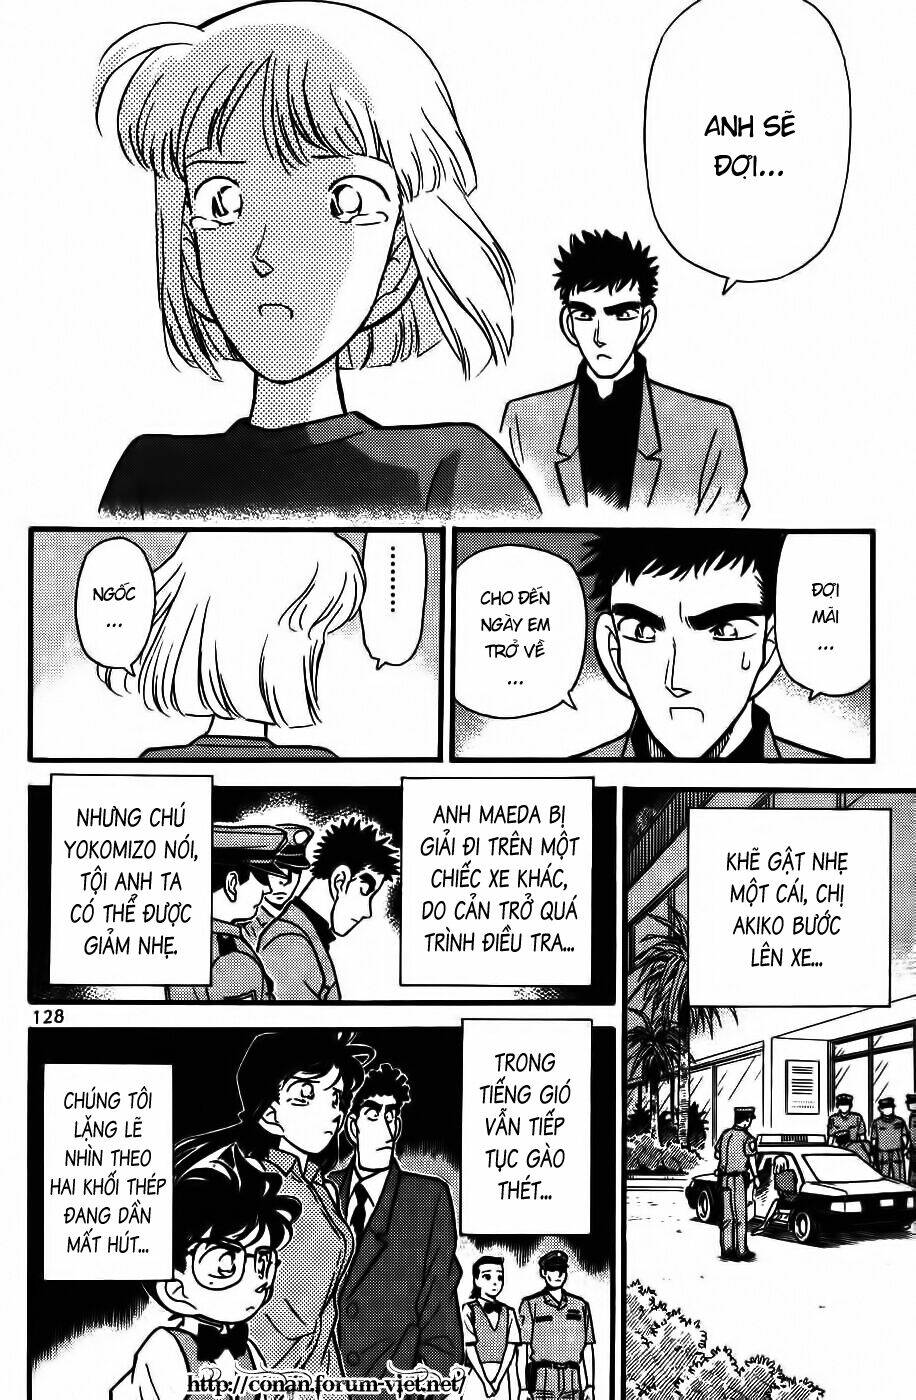 ANH SẼ
ĐỢI...
ĐỢI
MÃI
...
CHO ĐẾN
NGÀY EM
TRỞ VỀ
...
.........
NGỐC
...
KHẼ GẬT NHẸ
MỘT CÁI, CHỊ
AKIKO BƯỚC
LÊN XE...
ANH MAEDA BỊ
GIẢI ĐI TRÊN MỘT
CHIẾC XE KHÁC,
DO CẢN TRỞ QUÁ
TRÌNH ĐIỀU TRA...
NHƯNG CHÚ
YOKOMIZO NÓI,
TỘI ANH TA
CÓ THỂ ĐƯỢC
GIẢM NHẸ.
128
TRONG
TIẾNG GIÓ
VẪN TIẾP
TỤC GÀO
THÉT...
CHÚNG TÔI
LẶNG LẼ
NHÌN THEO
HAI KHỐI THÉP
ĐANG DẦN
MẤT HÚT...
http://conan.forum-viet.net/